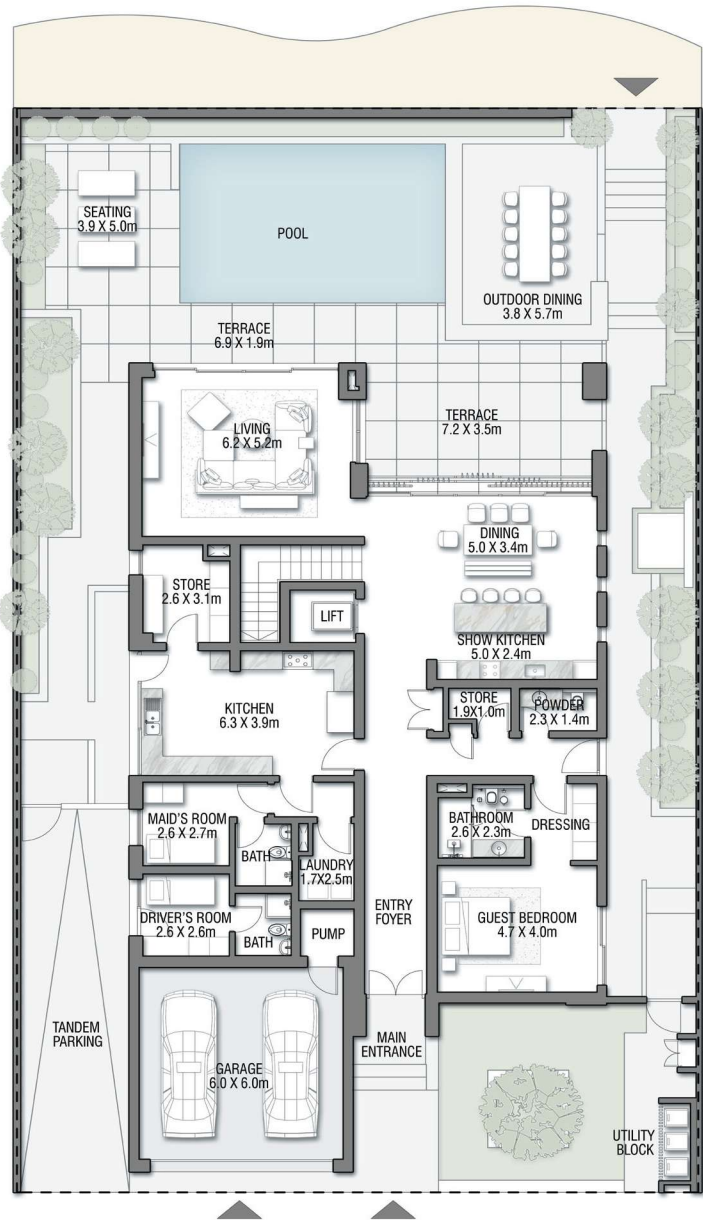 SEATING
3.9 X 5.0m
POOL
OUTDOOR DINING
3.8 X 5.7m
TERRACE
6.9 X 1.9m
LIVING
6.2 X 5.2m
TERRACE
7.2 X 3.5m
DINING
5.0 X 3.4m
STORE
2.6 X 3.1m
LIFT
SHOW KITCHEN
5.0 X 2.4m
KITCHEN
6.3 X 3.9m
STORE
1.9X1.0m
POWDER
2.3 X 1.4m
MAID'S ROOM
2.6 X 2.7m
BATH
LAUNDRY
1.7X2.5m
BATHROOM
2.6 X 2.3m
DRESSING
DRIVER'S ROOM
2.6 X 2.6m
BATH
PUMP
ENTRY
FOYER
GUEST BEDROOM
4.7 X 4.0m
TANDEM
PARKING
GARAGE
6.0 X 6.0m
MAIN
ENTRANCE
UTILITY
BLOCK